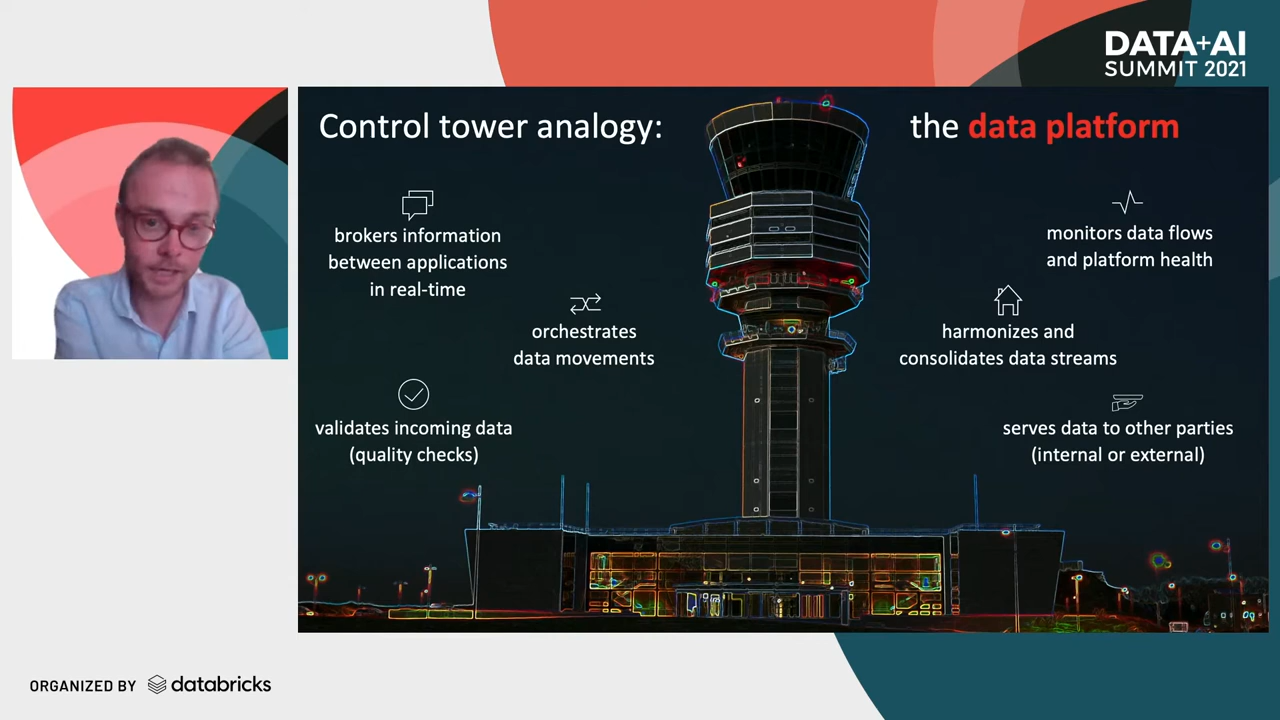 DATA+AI
SUMMIT 2021
Control tower analogy:
the data platform
brokers information
between applications
in real-time
orchestrates
data movements
validates incoming data
(quality checks)
monitors data flows
and platform health
harmonizes and
consolidates data streams
serves data to other parties
(internal or external)
ORGANIZED BY databricks